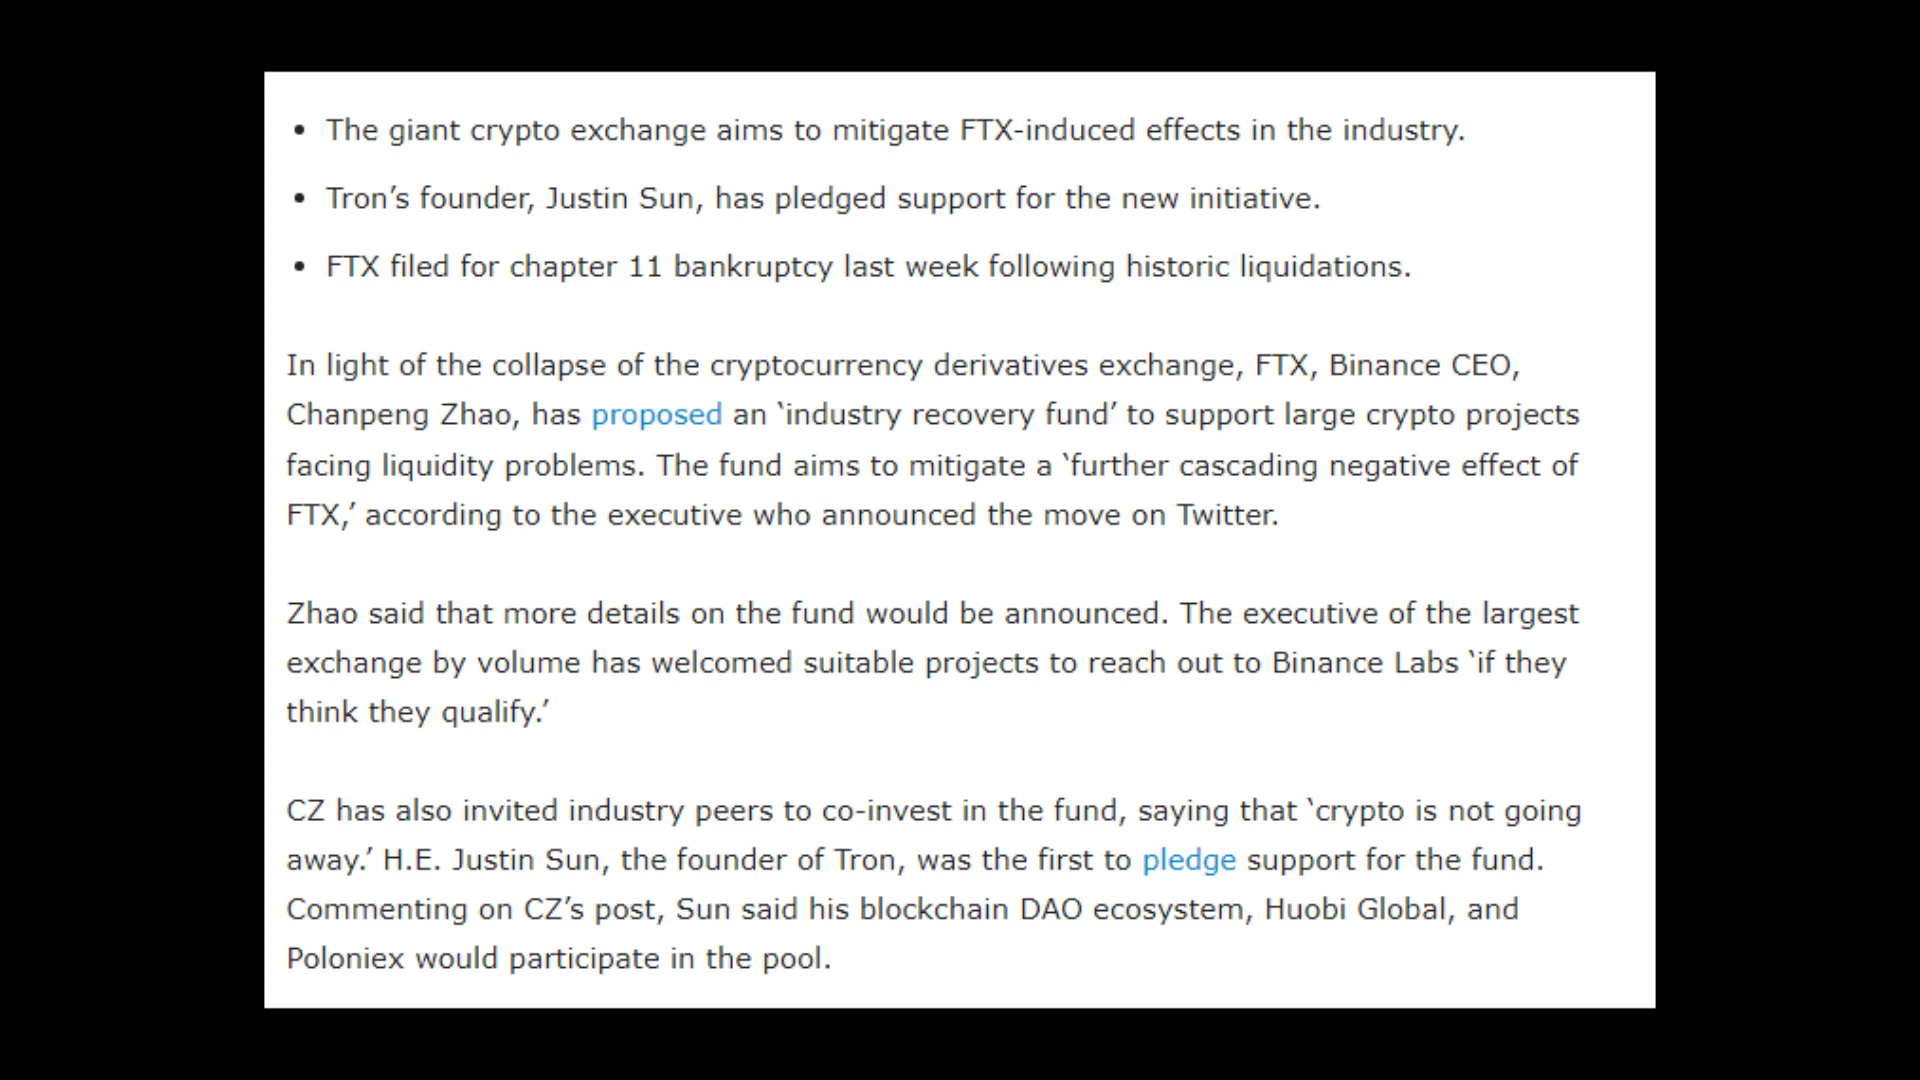 • The giant crypto exchange aims to mitigate FTX-induced effects in the industry.
• Tron’s founder, Justin Sun, has pledged support for the new initiative.
• FTX filed for chapter 11 bankruptcy last week following historic liquidations.
In light of the collapse of the cryptocurrency derivatives exchange, FTX, Binance CEO,
Chanpeng Zhao, has proposed an ‘industry recovery fund’ to support large crypto projects
facing liquidity problems. The fund aims to mitigate a ‘further cascading negative effect of
FTX,’ according to the executive who announced the move on Twitter.
Zhao said that more details on the fund would be announced. The executive of the largest
exchange by volume has welcomed suitable projects to reach out to Binance Labs ‘if they
think they qualify.’
CZ has also invited industry peers to co-invest in the fund, saying that ‘crypto is not going
away.’ H.E. Justin Sun, the founder of Tron, was the first to pledge support for the fund.
Commenting on CZ’s post, Sun said his blockchain DAO ecosystem, Huobi Global, and
Poloniex would participate in the pool.